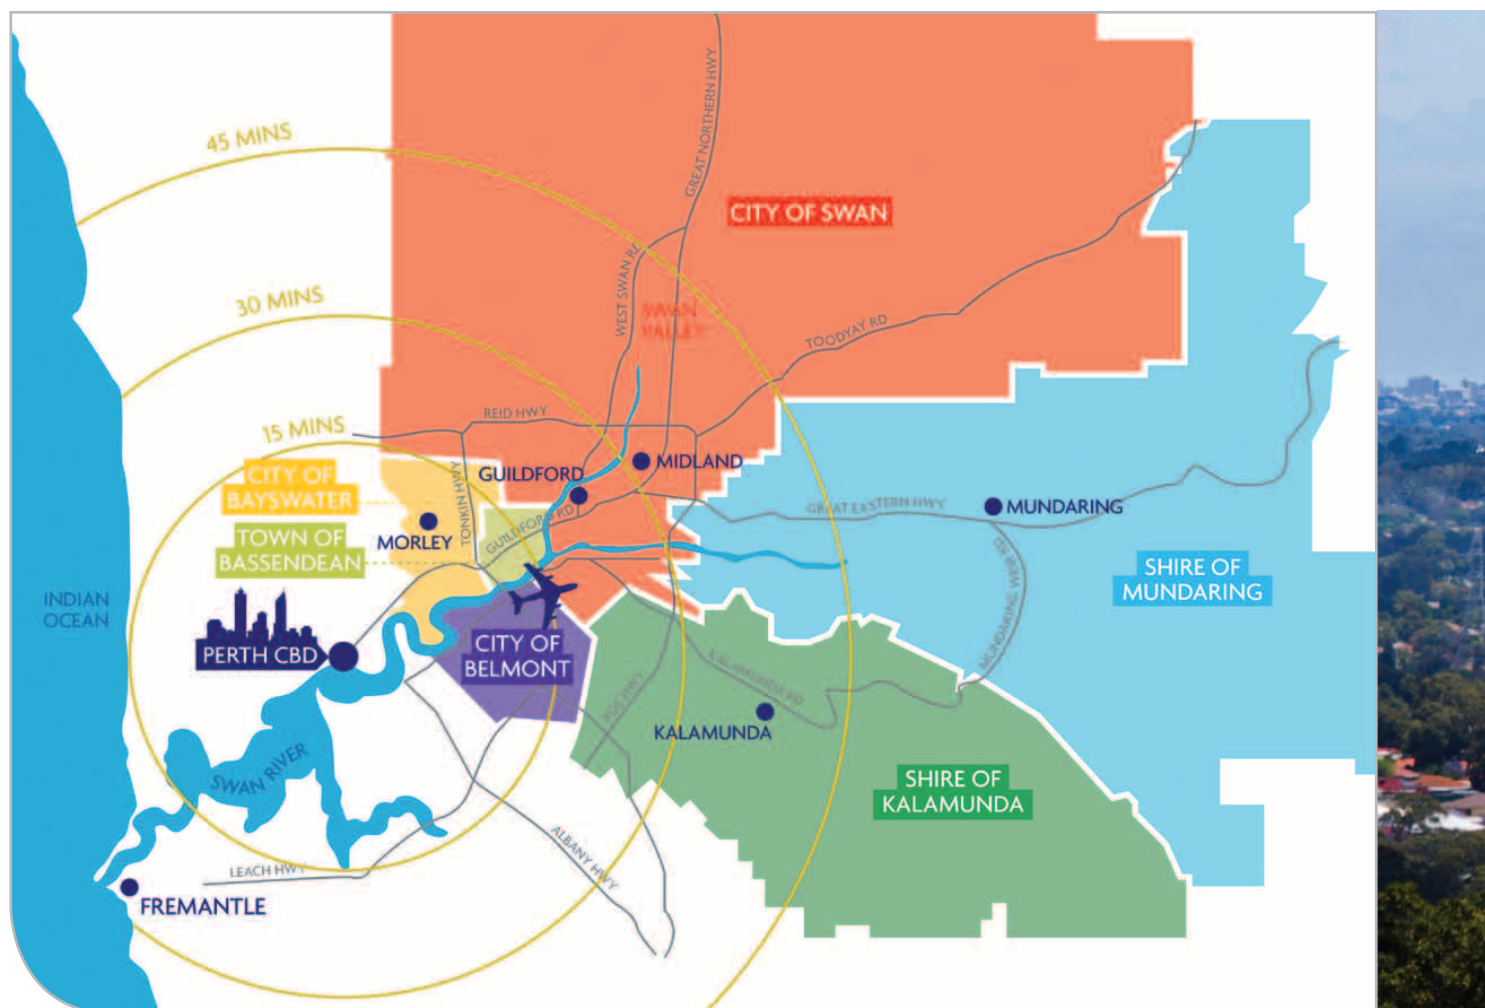 45 MINS
30 MINS
15 MINS
GREAT NORTHERN HWY
CITY OF SWAN
WEST SWAN RD
SWAN
VALLEY
TOODYAY RD
REID HWY
CITY OF
BAYSWATER
TONKIN HWY
GUILDFORD
MIDLAND
GUILDFORD RD
MORLEY
GREAT EASTERN HWY
MUNDARING
TOWN OF
BASSENDEAN
SHIRE OF
MUNDARING
INDIAN
OCEAN
PERTH CBD
CITY OF
BELMONT
MUNDARING WEIR RD
KALAMUNDA RD
ROE HWY
KALAMUNDA
SHIRE OF
KALAMUNDA
SWAN RIVER
ALBANY HWY
LEACH HWY
FREMANTLE